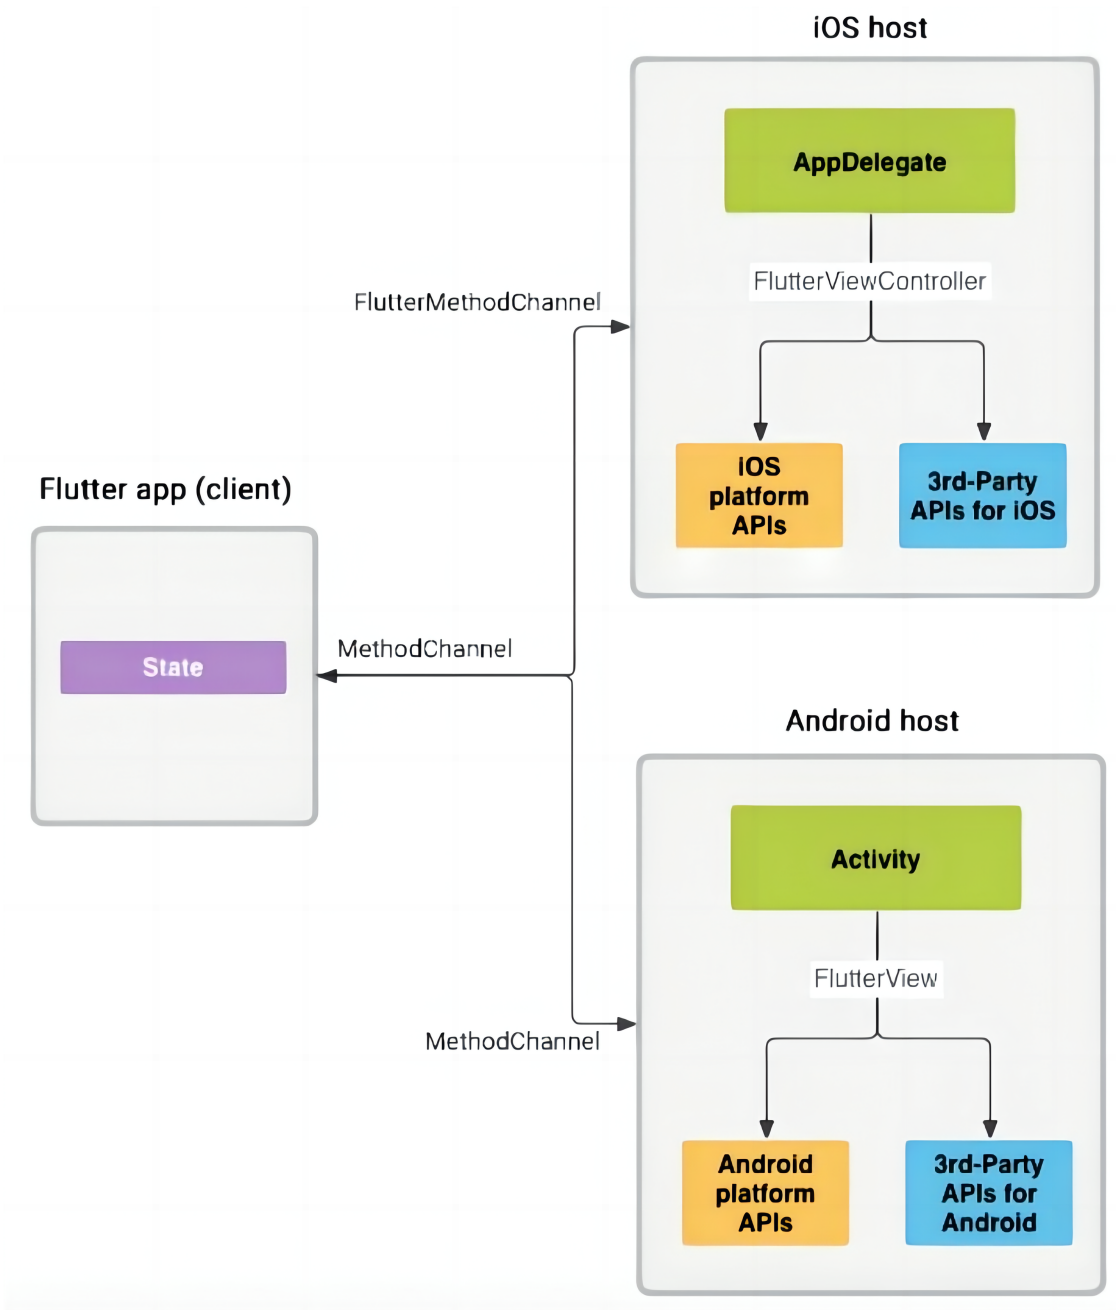 iOS host
AppDelegate
FlutterViewController
FlutterMethodChannel
iOS
platform
APIs
3rd-Party
APIs for iOS
Flutter app (client)
State
MethodChannel
Android host
Activity
FlutterView
MethodChannel
Android
platform
APIs
3rd-Party
APIs for
Android